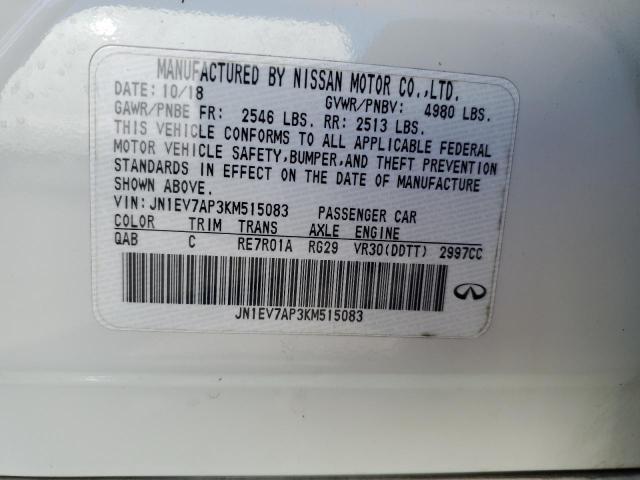 MANUFACTURED BY NISSAN MOTOR CO.,LTD.
DATE: 10/18 GVWR/PNBV: 4980 LBS.
GAWR/PNBE FR: 2546 LBS. RR: 2513 LBS.
THIS VEHICLE CONFORMS TO ALL APPLICABLE FEDERAL
MOTOR VEHICLE SAFETY,BUMPER,AND THEFT PREVENTION
STANDARDS IN EFFECT ON THE DATE OF MANUFACTURE
SHOWN ABOVE.
VIN: JN1EV7AP3KM515083 PASSENGER CAR
COLOR TRIM TRANS AXLE ENGINE
QAB C RE7R01A RG29 VR30(DDTT) 2997CC
JN1EV7AP3KM515083